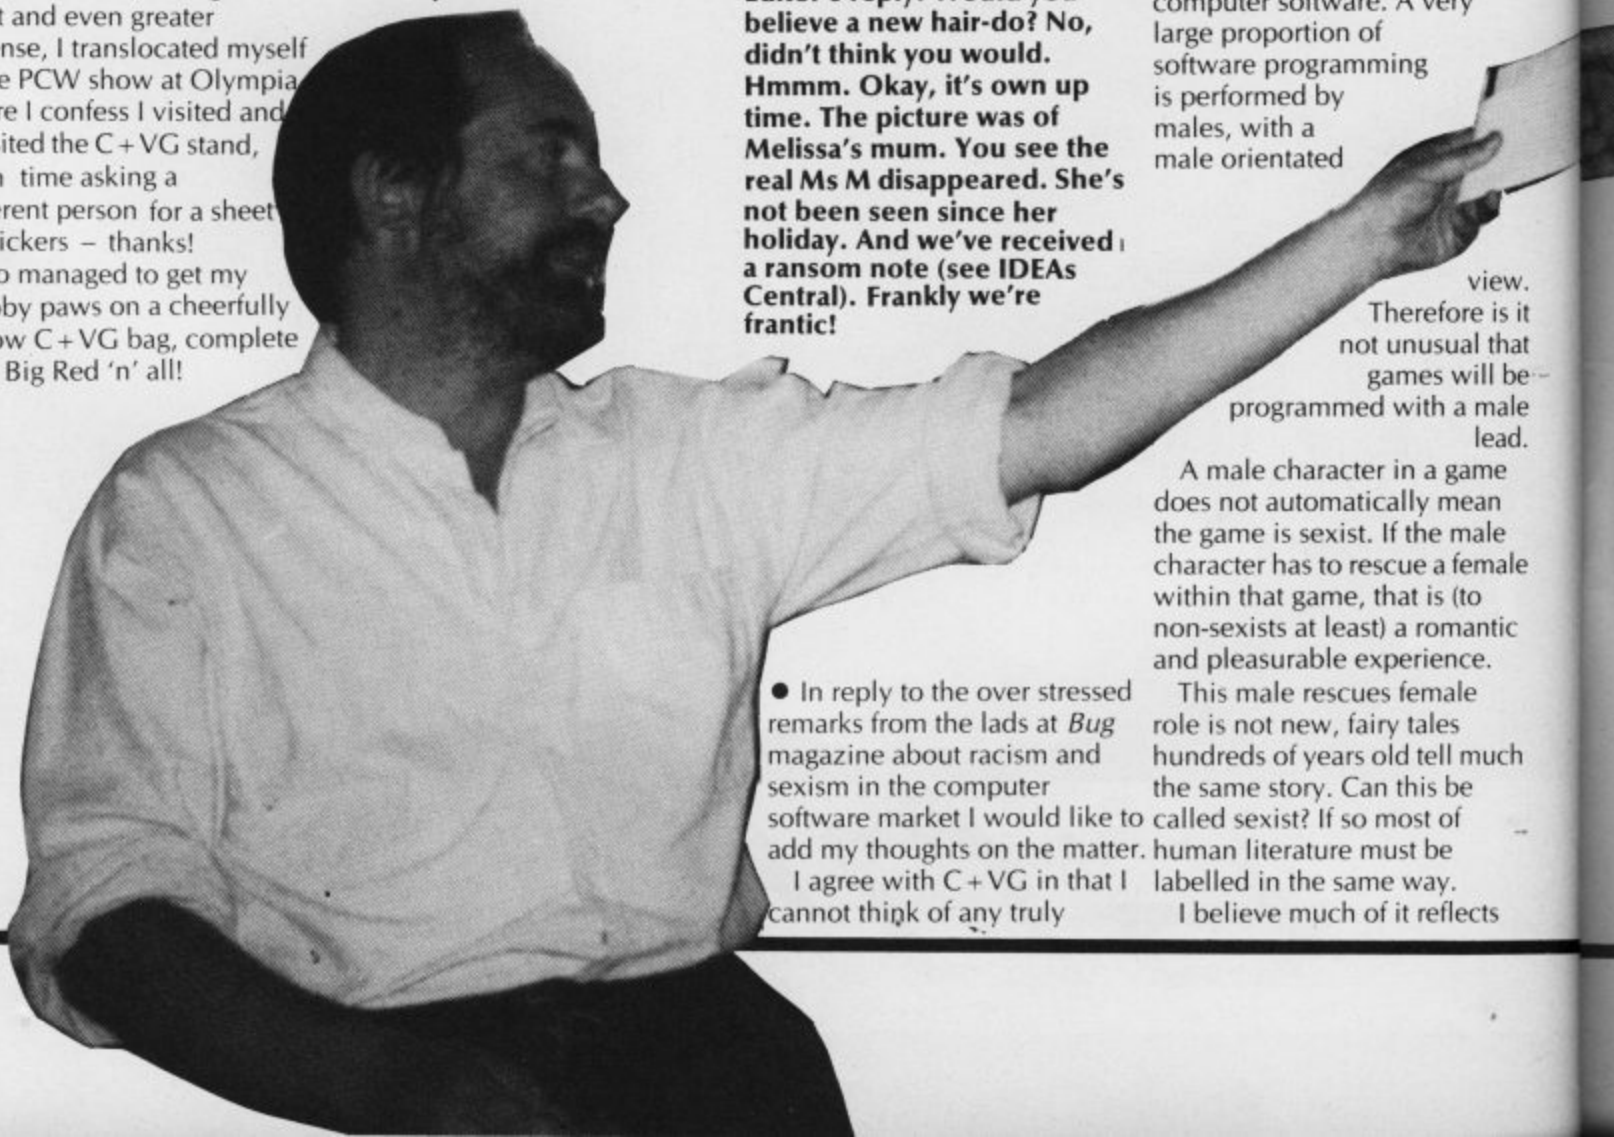 and even greater
nse, I translocated myself
PCW show at Olympia
re I confess I visited and
ited the C+VG stand,
time asking a
rent person for a sheet
ickers – thanks!
o managed to get my
by paws on a cheerfully
ow C+VG bag, complete
Big Red ‘n’ all!
believe a new hair-do? No,
didn’t think you would.
Hmmm. Okay, it’s own up
time. The picture was of
Melissa’s mum. You see the
real Ms M disappeared. She’s
not been seen since her
holiday. And we’ve received
a ransom note (see IDEAs
Central). Frankly we’re
frantic!
● In reply to the over stressed
remarks from the lads at Bug
magazine about racism and
sexism in the computer
software market I would like to
add my thoughts on the matter.
I agree with C+VG in that I
cannot think of any truly
computer software. A very
large proportion of
software programming
is performed by
males, with a
male orientated
view.
Therefore is it
not unusual that
games will be
programmed with a male
lead.
A male character in a game
does not automatically mean
the game is sexist. If the male
character has to rescue a female
within that game, that is (to
non-sexists at least) a romantic
and pleasurable experience.
This male rescues female
role is not new, fairy tales
hundreds of years old tell much
the same story. Can this be
called sexist? If so most of
human literature must be
labelled in the same way.
I believe much of it reflects